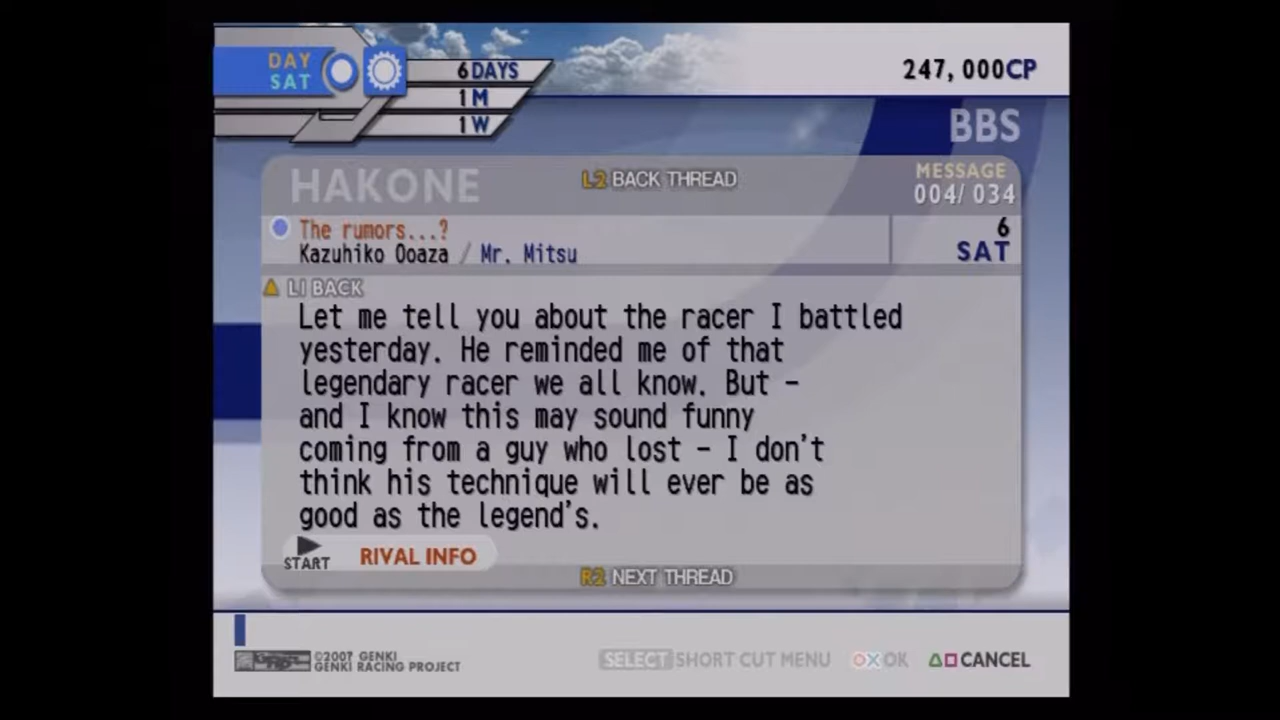 DAY
SAT
6DAYS
1M
1W
247,000CP
BBS
HAKONE
L2 BACK THREAD
MESSAGE
004/034
The rumors...?
Kazuhiko Ooaza / Mr. Mitsu
6
SAT
L1 BACK
Let me tell you about the racer I battled
yesterday. He reminded me of that
legendary racer we all know. But -
and I know this may sound funny
coming from a guy who lost - I don't
think his technique will ever be as
good as the legend's.
START RIVAL INFO
R2 NEXT THREAD
©2007 GENKI
GENKI RACING PROJECT
SELECT SHORT CUT MENU
OK
CANCEL